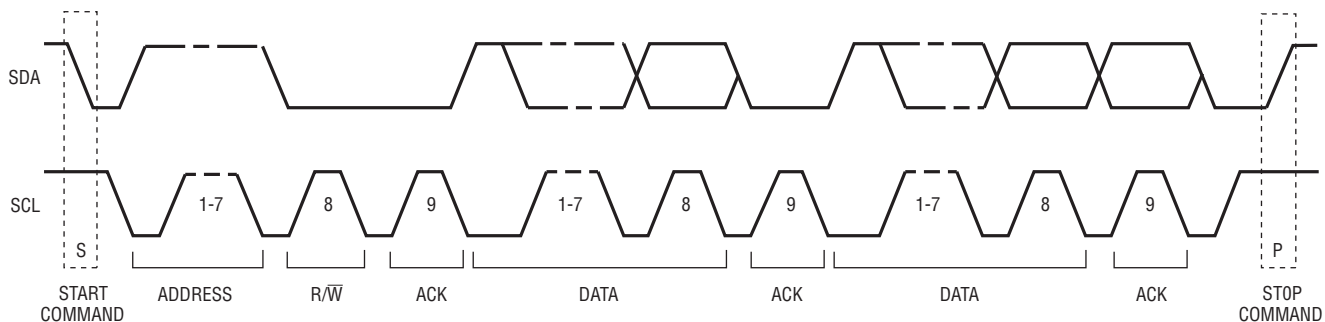 SDA
SCL
1-7
8
9
1-7
8
9
1-7
8
9
S
P
START
COMMAND
ADDRESS
R/W̅
ACK
DATA
ACK
DATA
ACK
ST0P
COMMAND